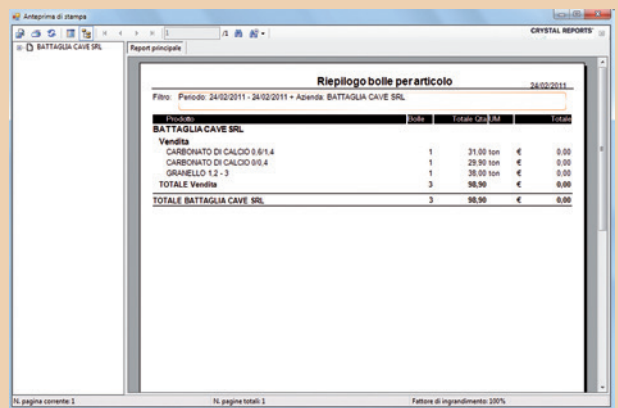 Anteprima di stampa
1 /1 CRYSTAL REPORTS
BATTAGLIA CAVE SRL
Report principale
Riepilogo bolle per articolo
24/02/2011
Filtro: Periodo: 24/02/2011 - 24/02/2011 + Azienda: BATTAGLIA CAVE SRL
Prodotto Bolle Totale Qta UM Totale
BATTAGLIA CAVE SRL
Vendita
CARBONATO DI CALCIO 0,6/1,4 1 31,00 ton € 0,00
CARBONATO DI CALCIO 0/0,4 1 29,90 ton € 0,00
GRANELLO 1,2 - 3 1 38,00 ton € 0,00
TOTALE Vendita 3 98,90 € 0,00
TOTALE BATTAGLIA CAVE SRL 3 98,90 € 0,00
N. pagina corrente: 1 N. pagine totali: 1 Fattore di ingrandimento: 100%